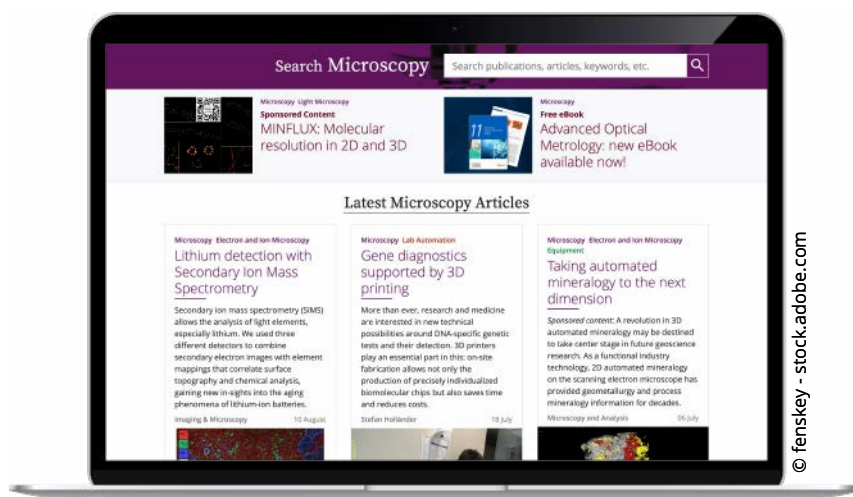 Search Microscopy
Search publications, articles, keywords, etc.
Microscopy Light Microscopy
Sponsored Content
MINFLUX: Molecular
resolution in 2D and 3D
11
Microscopy
Free eBook
Advanced Optical
Metrology: new eBook
available now!
Latest Microscopy Articles
Microscopy Electron and Ion Microscopy
Lithium detection with
Secondary Ion Mass
Spectrometry
Secondary ion mass spectrometry (SIMS)
allows the analysis of light elements,
especially lithium. We used three
different detectors to combine
secondary electron images with element
mappings that correlate surface
topography and chemical analysis,
gaining new in-sights into the aging
phenomena of lithium-ion batteries.
Imaging & Microscopy 10 August
Microscopy Lab Automation
Gene diagnostics
supported by 3D
printing
More than ever, research and medicine
are interested in new technical
possibilities around DNA-specific genetic
tests and their detection. 3D printers
play an essential part in this: on-site
fabrication allows not only the
production of precisely individualized
biomolecular chips but also saves time
and reduces costs.
Stefan Holländer 18 July
Microscopy Electron and Ion Microscopy
Equipment
Taking automated
mineralogy to the next
dimension
Sponsored content: A revolution in 3D
automated mineralogy may be destined
to take center stage in future geoscience
research. As a functional industry
technology, 2D automated mineralogy
on the scanning electron microscope has
provided geometallurgy and process
mineralogy information for decades.
Microscopy and Analysis 06 July
© fenskey - stock.adobe.com